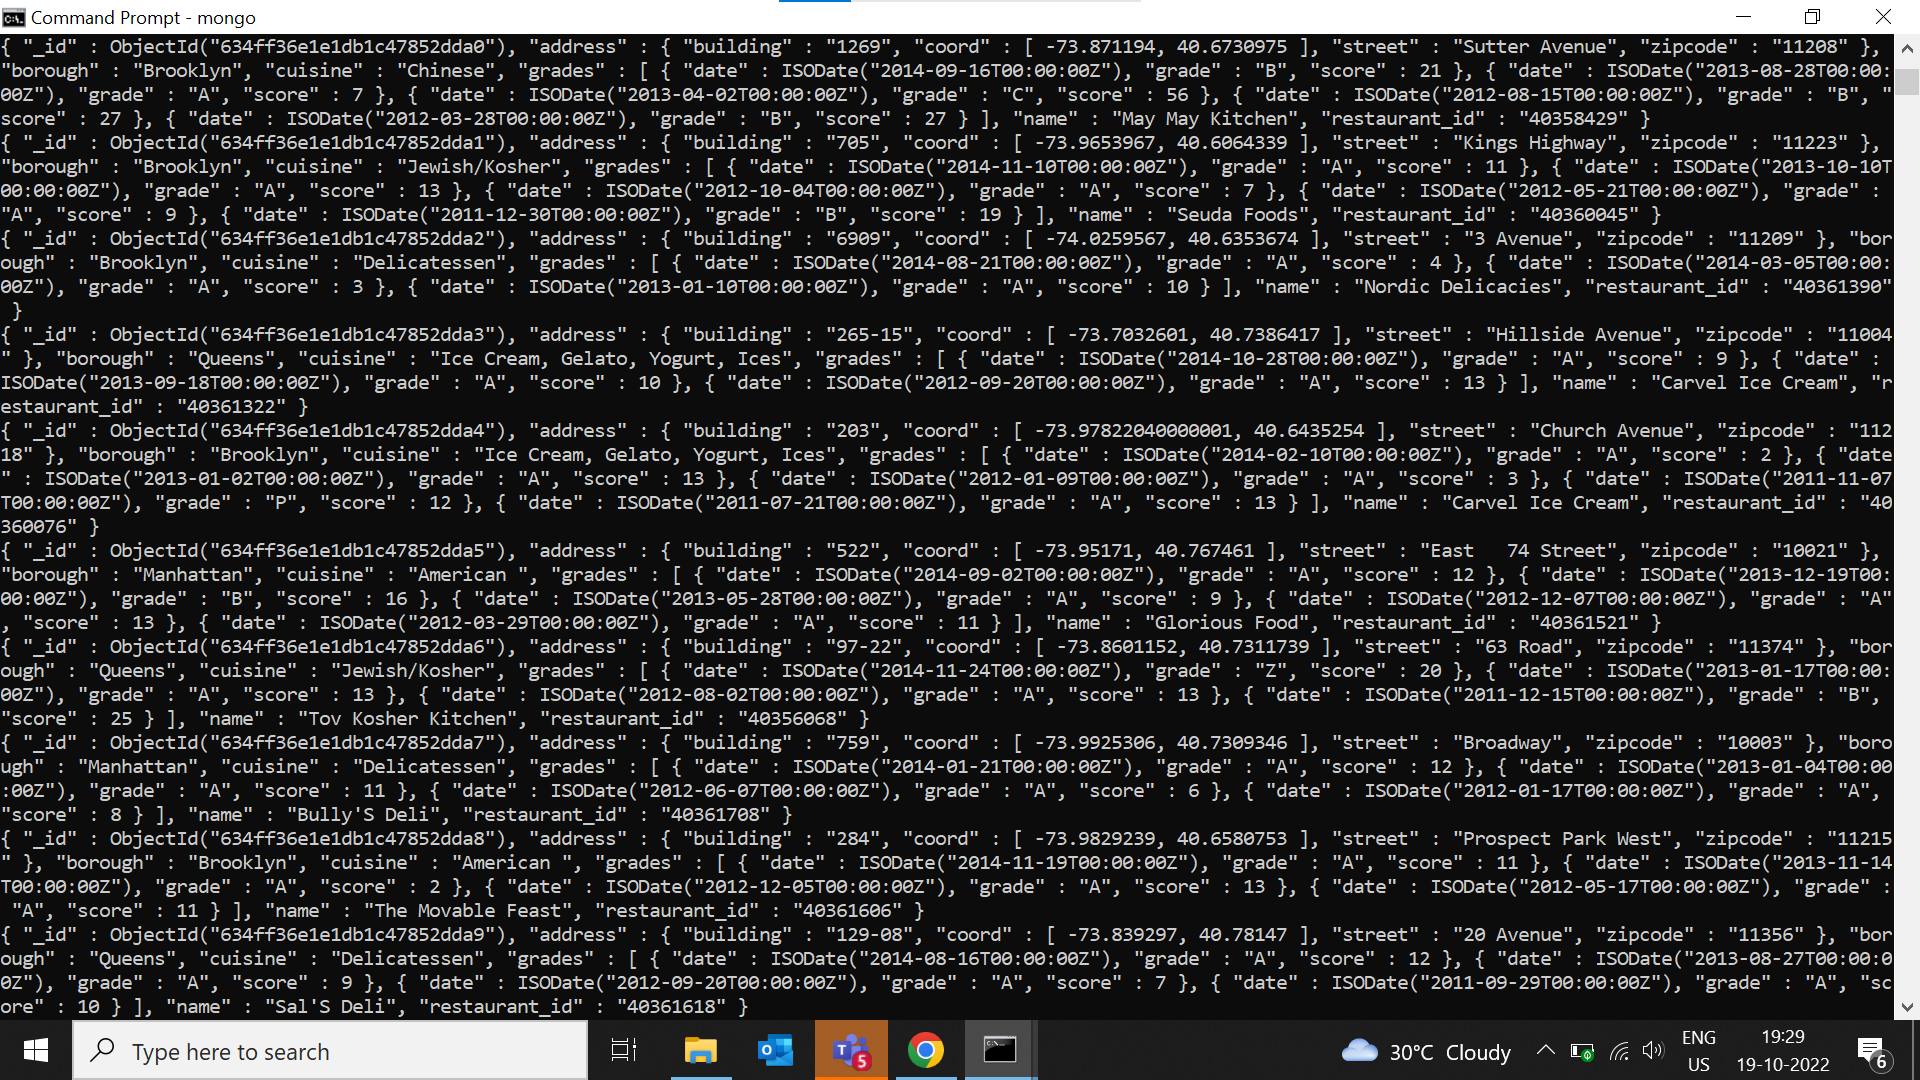 Command Prompt - mongo
{ "_id" : ObjectId("634ff36e1e1db1c47852dda0"), "address" : { "building" : "1269", "coord" : [ -73.871194, 40.6730975 ], "street" : "Sutter Avenue", "zipcode" : "11208" },
"borough" : "Brooklyn", "cuisine" : "Chinese", "grades" : [ { "date" : ISODate("2014-09-16T00:00:00Z"), "grade" : "B", "score" : 21 }, { "date" : ISODate("2013-08-28T00:00:
00Z"), "grade" : "A", "score" : 7 }, { "date" : ISODate("2013-04-02T00:00:00Z"), "grade" : "C", "score" : 56 }, { "date" : ISODate("2012-08-15T00:00:00Z"), "grade" : "B", "
score" : 27 }, { "date" : ISODate("2012-03-28T00:00:00Z"), "grade" : "B", "score" : 27 } ], "name" : "May May Kitchen", "restaurant_id" : "40358429" }
{ "_id" : ObjectId("634ff36e1e1db1c47852dda1"), "address" : { "building" : "705", "coord" : [ -73.9653967, 40.6064339 ], "street" : "Kings Highway", "zipcode" : "11223" },
"borough" : "Brooklyn", "cuisine" : "Jewish/Kosher", "grades" : [ { "date" : ISODate("2014-11-10T00:00:00Z"), "grade" : "A", "score" : 11 }, { "date" : ISODate("2013-10-10T
00:00:00Z"), "grade" : "A", "score" : 13 }, { "date" : ISODate("2012-10-04T00:00:00Z"), "grade" : "A", "score" : 7 }, { "date" : ISODate("2012-05-21T00:00:00Z"), "grade" :
"A", "score" : 9 }, { "date" : ISODate("2011-12-30T00:00:00Z"), "grade" : "B", "score" : 19 } ], "name" : "Seuda Foods", "restaurant_id" : "40360045" }
{ "_id" : ObjectId("634ff36e1e1db1c47852dda2"), "address" : { "building" : "6909", "coord" : [ -74.0259567, 40.6353674 ], "street" : "3 Avenue", "zipcode" : "11209" }, "bor
ough" : "Brooklyn", "cuisine" : "Delicatessen", "grades" : [ { "date" : ISODate("2014-08-21T00:00:00Z"), "grade" : "A", "score" : 4 }, { "date" : ISODate("2014-03-05T00:00:
00Z"), "grade" : "A", "score" : 3 }, { "date" : ISODate("2013-01-10T00:00:00Z"), "grade" : "A", "score" : 10 } ], "name" : "Nordic Delicacies", "restaurant_id" : "40361390"
}
{ "_id" : ObjectId("634ff36e1e1db1c47852dda3"), "address" : { "building" : "265-15", "coord" : [ -73.7032601, 40.7386417 ], "street" : "Hillside Avenue", "zipcode" : "11004
" }, "borough" : "Queens", "cuisine" : "Ice Cream, Gelato, Yogurt, Ices", "grades" : [ { "date" : ISODate("2014-10-28T00:00:00Z"), "grade" : "A", "score" : 9 }, { "date" :
ISODate("2013-09-18T00:00:00Z"), "grade" : "A", "score" : 10 }, { "date" : ISODate("2012-09-20T00:00:00Z"), "grade" : "A", "score" : 13 } ], "name" : "Carvel Ice Cream", "r
estaurant_id" : "40361322" }
{ "_id" : ObjectId("634ff36e1e1db1c47852dda4"), "address" : { "building" : "203", "coord" : [ -73.97822040000001, 40.6435254 ], "street" : "Church Avenue", "zipcode" : "112
18" }, "borough" : "Brooklyn", "cuisine" : "Ice Cream, Gelato, Yogurt, Ices", "grades" : [ { "date" : ISODate("2014-02-10T00:00:00Z"), "grade" : "A", "score" : 2 }, { "date
" : ISODate("2013-01-02T00:00:00Z"), "grade" : "A", "score" : 13 }, { "date" : ISODate("2012-01-09T00:00:00Z"), "grade" : "A", "score" : 3 }, { "date" : ISODate("2011-11-07
T00:00:00Z"), "grade" : "P", "score" : 12 }, { "date" : ISODate("2011-07-21T00:00:00Z"), "grade" : "A", "score" : 13 } ], "name" : "Carvel Ice Cream", "restaurant_id" : "40
360076" }
{ "_id" : ObjectId("634ff36e1e1db1c47852dda5"), "address" : { "building" : "522", "coord" : [ -73.95171, 40.767461 ], "street" : "East   74 Street", "zipcode" : "10021" },
"borough" : "Manhattan", "cuisine" : "American ", "grades" : [ { "date" : ISODate("2014-09-02T00:00:00Z"), "grade" : "A", "score" : 12 }, { "date" : ISODate("2013-12-19T00:
00:00Z"), "grade" : "B", "score" : 16 }, { "date" : ISODate("2013-05-28T00:00:00Z"), "grade" : "A", "score" : 9 }, { "date" : ISODate("2012-12-07T00:00:00Z"), "grade" : "A"
, "score" : 13 }, { "date" : ISODate("2012-03-29T00:00:00Z"), "grade" : "A", "score" : 11 } ], "name" : "Glorious Food", "restaurant_id" : "40361521" }
{ "_id" : ObjectId("634ff36e1e1db1c47852dda6"), "address" : { "building" : "97-22", "coord" : [ -73.8601152, 40.7311739 ], "street" : "63 Road", "zipcode" : "11374" }, "bor
ough" : "Queens", "cuisine" : "Jewish/Kosher", "grades" : [ { "date" : ISODate("2014-11-24T00:00:00Z"), "grade" : "Z", "score" : 20 }, { "date" : ISODate("2013-01-17T00:00:
00Z"), "grade" : "A", "score" : 13 }, { "date" : ISODate("2012-08-02T00:00:00Z"), "grade" : "A", "score" : 13 }, { "date" : ISODate("2011-12-15T00:00:00Z"), "grade" : "B",
"score" : 25 } ], "name" : "Tov Kosher Kitchen", "restaurant_id" : "40356068" }
{ "_id" : ObjectId("634ff36e1e1db1c47852dda7"), "address" : { "building" : "759", "coord" : [ -73.9925306, 40.7309346 ], "street" : "Broadway", "zipcode" : "10003" }, "boro
ugh" : "Manhattan", "cuisine" : "Delicatessen", "grades" : [ { "date" : ISODate("2014-01-21T00:00:00Z"), "grade" : "A", "score" : 12 }, { "date" : ISODate("2013-01-04T00:00
:00Z"), "grade" : "A", "score" : 11 }, { "date" : ISODate("2012-06-07T00:00:00Z"), "grade" : "A", "score" : 6 }, { "date" : ISODate("2012-01-17T00:00:00Z"), "grade" : "A",
"score" : 8 } ], "name" : "Bully'S Deli", "restaurant_id" : "40361708" }
{ "_id" : ObjectId("634ff36e1e1db1c47852dda8"), "address" : { "building" : "284", "coord" : [ -73.9829239, 40.6580753 ], "street" : "Prospect Park West", "zipcode" : "11215
" }, "borough" : "Brooklyn", "cuisine" : "American ", "grades" : [ { "date" : ISODate("2014-11-19T00:00:00Z"), "grade" : "A", "score" : 11 }, { "date" : ISODate("2013-11-14
T00:00:00Z"), "grade" : "A", "score" : 2 }, { "date" : ISODate("2012-12-05T00:00:00Z"), "grade" : "A", "score" : 13 }, { "date" : ISODate("2012-05-17T00:00:00Z"), "grade" :
"A", "score" : 11 } ], "name" : "The Movable Feast", "restaurant_id" : "40361606" }
{ "_id" : ObjectId("634ff36e1e1db1c47852dda9"), "address" : { "building" : "129-08", "coord" : [ -73.839297, 40.78147 ], "street" : "20 Avenue", "zipcode" : "11356" }, "bor
ough" : "Queens", "cuisine" : "Delicatessen", "grades" : [ { "date" : ISODate("2014-08-16T00:00:00Z"), "grade" : "A", "score" : 12 }, { "date" : ISODate("2013-08-27T00:00:0
0Z"), "grade" : "A", "score" : 9 }, { "date" : ISODate("2012-09-20T00:00:00Z"), "grade" : "A", "score" : 7 }, { "date" : ISODate("2011-09-29T00:00:00Z"), "grade" : "A", "sc
ore" : 10 } ], "name" : "Sal'S Deli", "restaurant_id" : "40361618" }
Type here to search
5
30°C Cloudy
ENG
US
19:29
19-10-2022
6